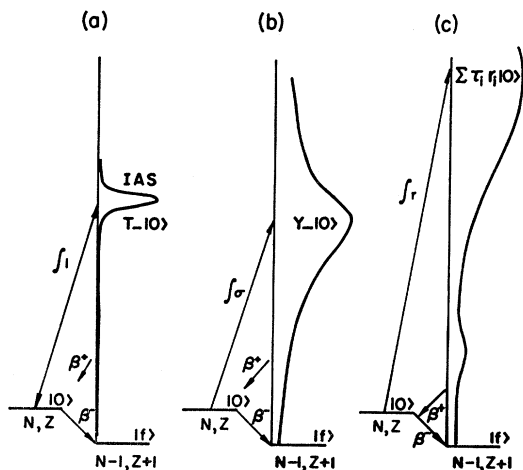 (a)
IAS
T₋|0⟩
∫1
β⁺
|0⟩
N, Z
β⁻
|f⟩
N-1, Z+1
(b)
Y₋|0⟩
∫σ
β⁺
|0⟩
N, Z
β⁻
|f⟩
N-1, Z+1
(c)
Σ τᵢ rᵢ|0⟩
∫r
|0⟩
β⁺
N, Z
β⁻
|f⟩
N-1, Z+1